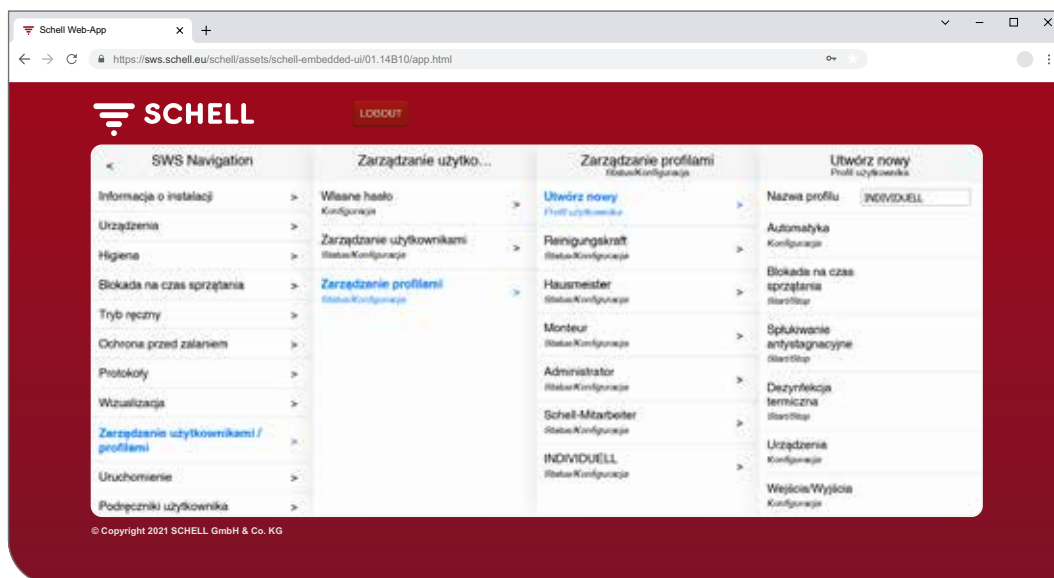 Schell Web-App
https://sws.schell.eu/schell/assets/schell-embedded-ui/01.14B10/app.html
SCHELL
LOGOUT
< SWS Navigation
Informacja o instalacji >
Urządzenia >
Higiena >
Blokada na czas sprzątania >
Tryb ręczny >
Ochrona przed zalaniem >
Protokoły >
Wizualizacja >
Zarządzanie użytkownikami /
profilami >
Uruchomienie >
Podręczniki użytkownika >
Zarządzanie użytko...
Własne hasło >
Konfiguracja
Zarządzanie użytkownikami >
Status/Konfiguracja
Zarządzanie profilami >
Status/Konfiguracja
Zarządzanie profilami
Status/Konfiguracja
Utwórz nowy >
Profil użytkownika
Reinigungskraft >
Status/Konfiguracja
Hausmeister >
Status/Konfiguracja
Monteur >
Status/Konfiguracja
Administrator >
Status/Konfiguracja
Schell-Mitarbeiter >
Status/Konfiguracja
INDIVIDUELL >
Status/Konfiguracja
Utwórz nowy
Profil użytkownika
Nazwa profilu INDIVIDUELL
Automatyka
Konfiguracja
Blokada na czas
sprzątania
Start/Stop
Spłukiwanie
antystagnacyjne
Start/Stop
Dezynfekcja
termiczna
Start/Stop
Urządzenia
Konfiguracja
Wejścia/Wyjścia
Konfiguracja
© Copyright 2021 SCHELL GmbH & Co. KG